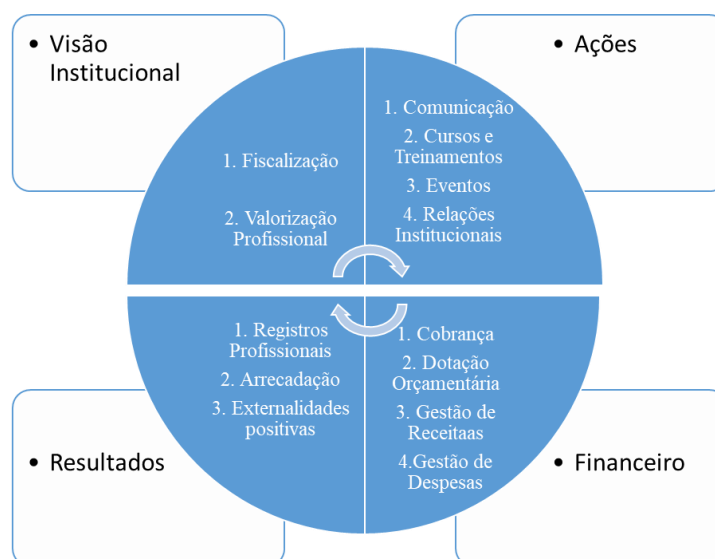 • Visão
Institucional
• Ações
1. Fiscalização
2. Valorização
Profissional
1. Comunicação
2. Cursos e
Treinamentos
3. Eventos
4. Relações
Institucionais
1. Registros
Profissionais
2. Arrecadação
3. Externalidades
positivas
1. Cobrança
2. Dotação
Orçamentária
3. Gestão de
Receitaas
4.Gestão de
Despesas
• Resultados
• Financeiro